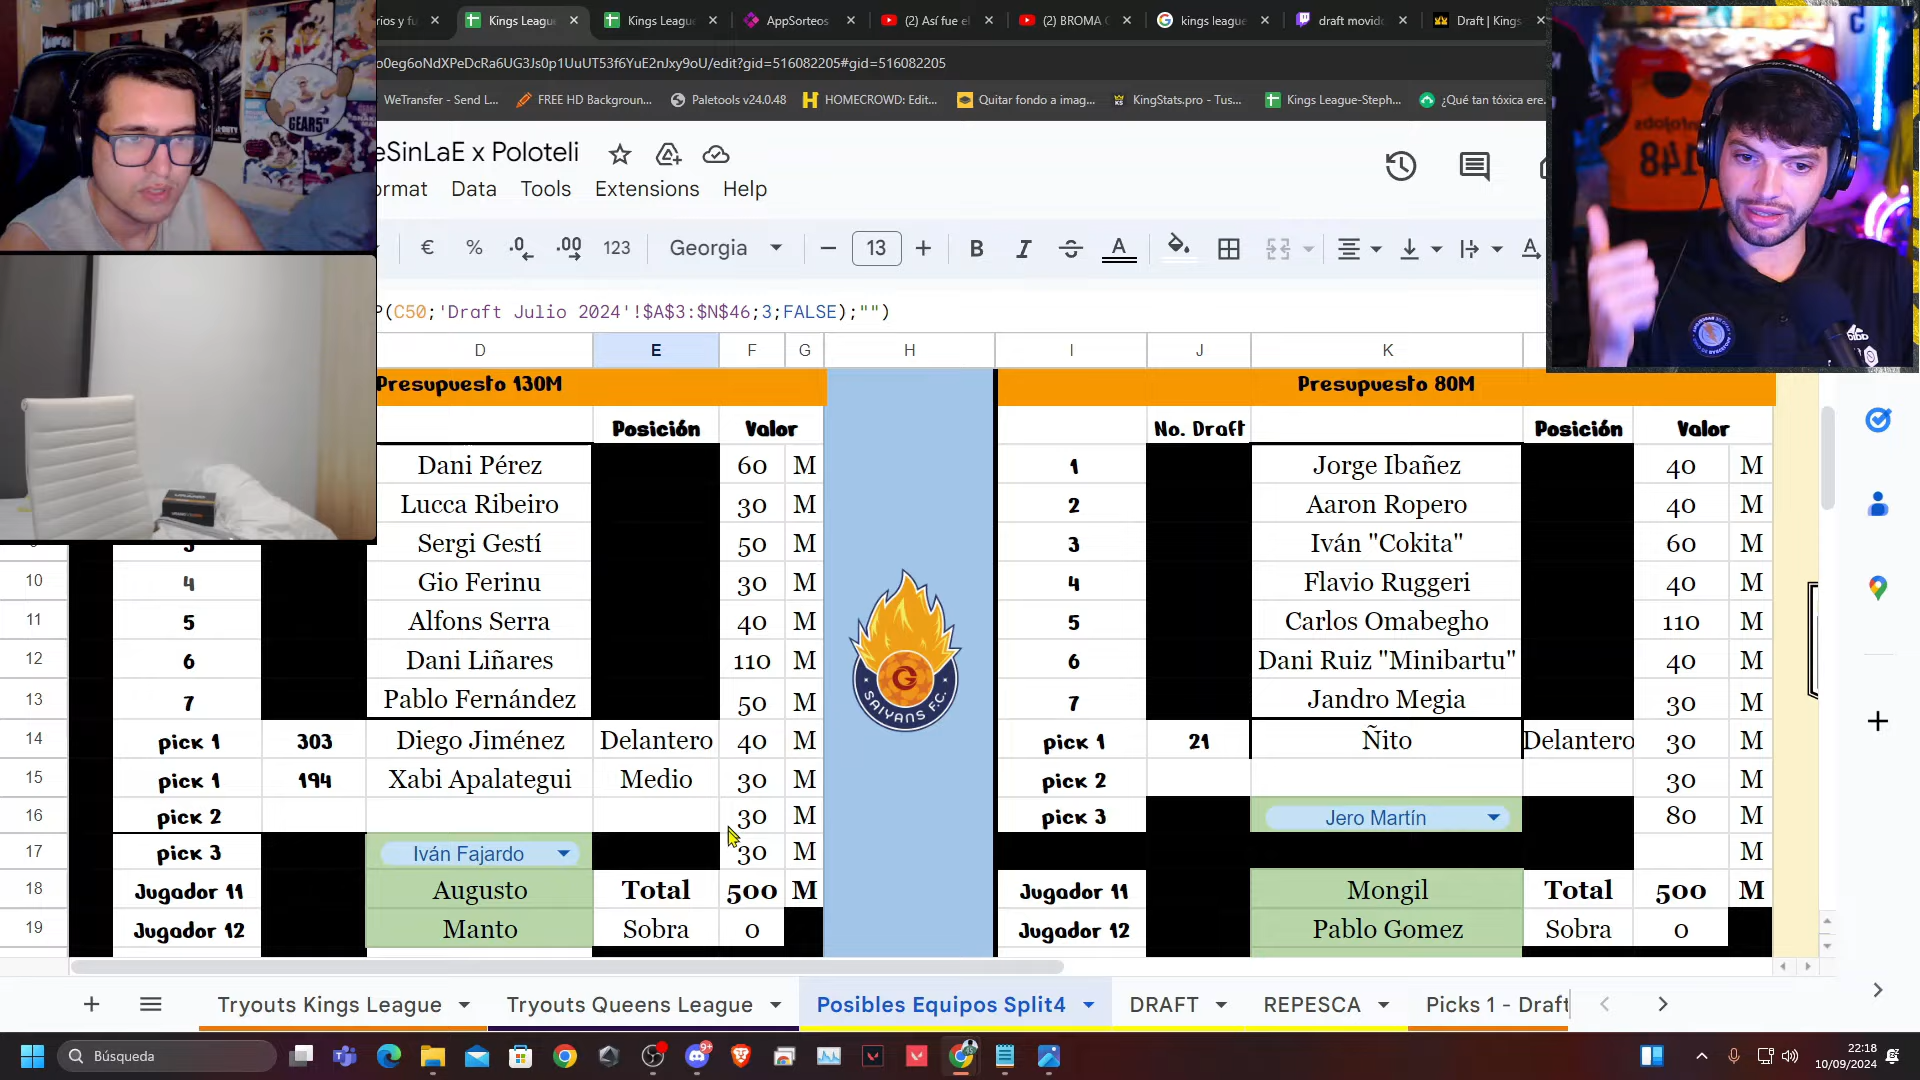 rios y fu
Kings League
Kings League
AppSorteos
(2) Así fue el
(2) BROMA
kings league
draft movido
Draft | Kings
o0eg6oNdXPeDcRa6UG3Js0p1UuUT53f6YuE2nJxy9oU/edit?gid=516082205#gid=516082205
WeTransfer - Send L...
FREE HD Backgroun...
Paletools v24.0.48
HOMECROWD: Edit...
Quitar fondo a imag...
KingStats.pro - Tus...
Kings League-Steph...
¿Qué tan tóxica ere...
eSinLaE x Poloteli
ormat Data Tools Extensions Help
€ % .0 .00 123 Georgia 13 B I A
P(C50;'Draft Julio 2024'!$A$3:$N$46;3;FALSE);"")
D E F G H I J K
Presupuesto 130M Presupuesto 80M
Posición Valor No. Draft Posición Valor
Dani Pérez 60 M 1 Jorge Ibañez 40 M
Lucca Ribeiro 30 M 2 Aaron Ropero 40 M
Sergi Gestí 50 M 3 Iván "Cokita" 60 M
10 4 Gio Ferinu 30 M 4 Flavio Ruggeri 40 M
11 5 Alfons Serra 40 M 5 Carlos Omabegho 110 M
12 6 Dani Liñares 110 M 6 Dani Ruiz "Minibartu" 40 M
13 7 Pablo Fernández 50 M 7 Jandro Megia 30 M
14 pick 1 303 Diego Jiménez Delantero 40 M pick 1 21 Ñito Delantero 30 M
15 pick 1 194 Xabi Apalategui Medio 30 M pick 2 30 M
16 pick 2 30 M pick 3 Jero Martín 80 M
17 pick 3 Iván Fajardo 30 M M
18 Jugador 11 Augusto Total 500 M Jugador 11 Mongil Total 500 M
19 Jugador 12 Manto Sobra 0 Jugador 12 Pablo Gomez Sobra 0
SAIYANS F.C.
GEAR5
148
Tryouts Kings League Tryouts Queens League Posibles Equipos Split4 DRAFT REPESCA Picks 1 - Draft
Búsqueda
9+
22:18
10/09/2024